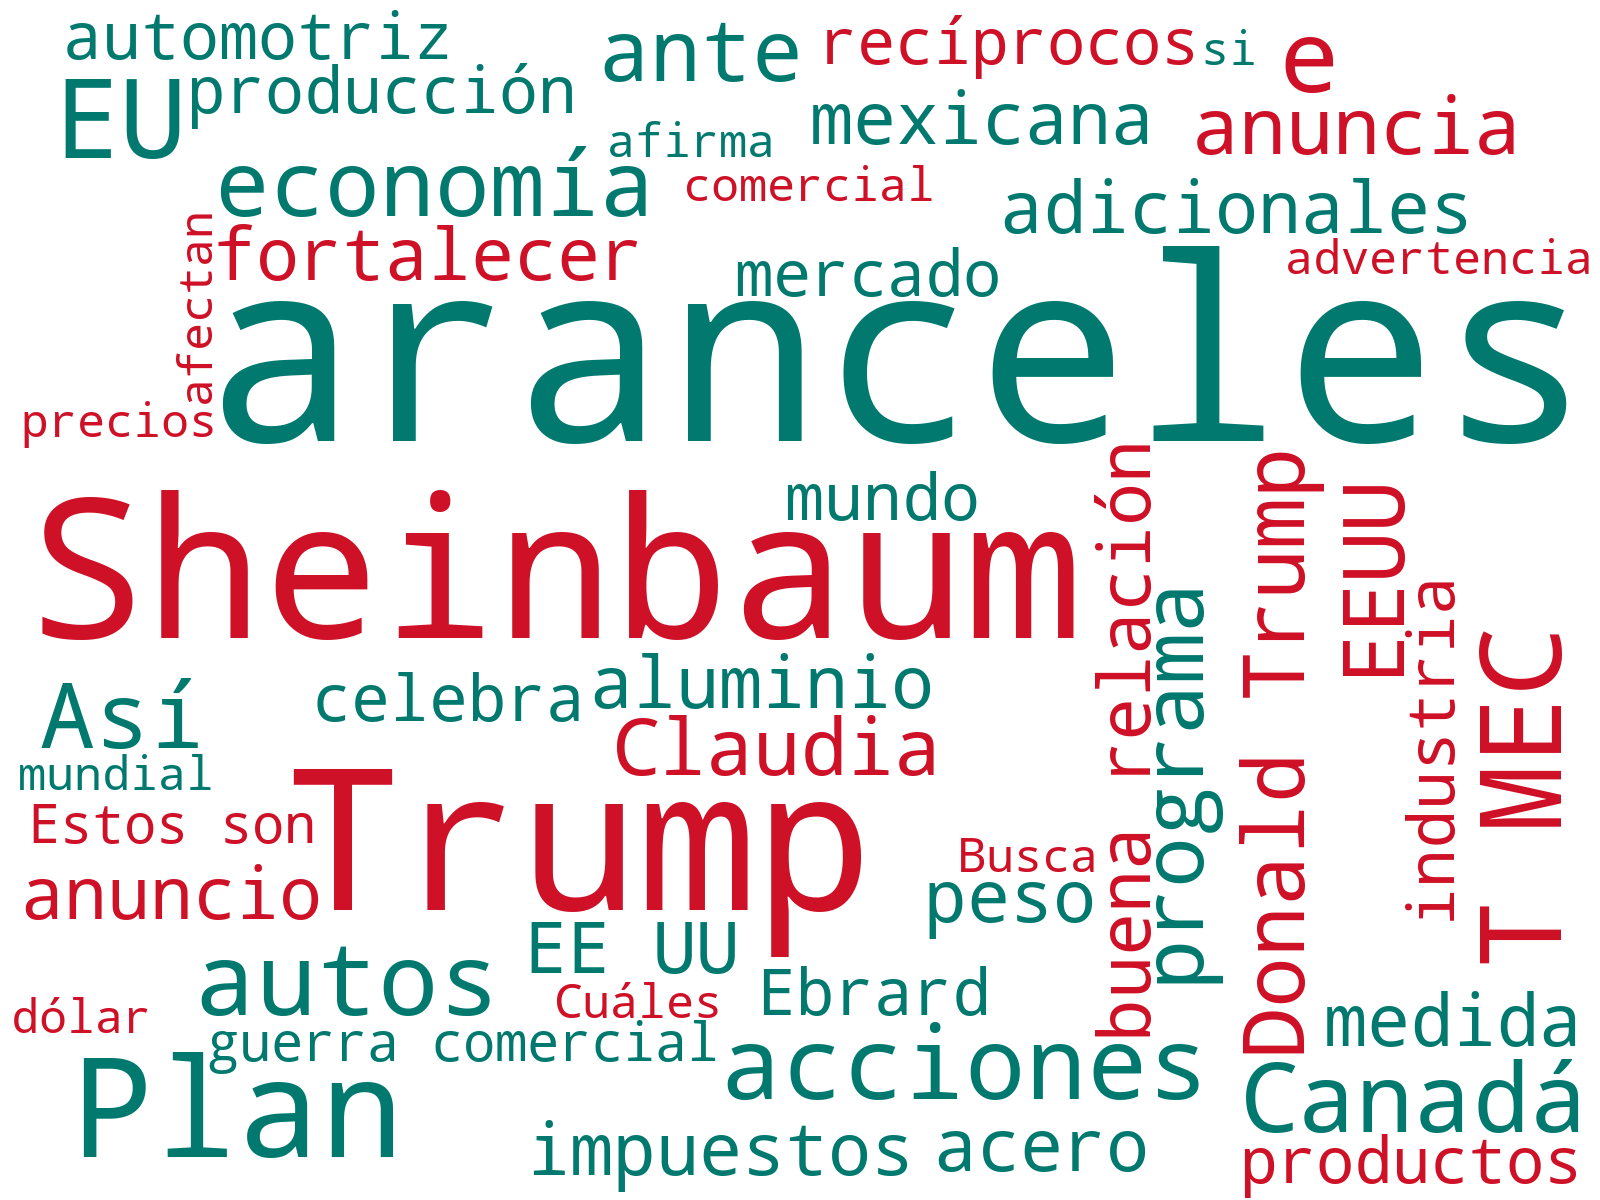 automotriz
ante
recíprocos
si
e
EU
producción
afirma
mexicana
anuncia
economía
comercial
adicionales
afectan
fortalecer
mercado
advertencia
aranceles
precios
Sheinbaum
mundo
buena relación
programa
Donald Trump
EEUU
industria
T MEC
Así
celebra
aluminio
Claudia
mundial
Trump
Estos son
anuncio
Busca
peso
autos
EE UU
Ebrard
dólar
Cuáles
guerra comercial
medida
Plan
acciones
Canadá
impuestos
acero
productos